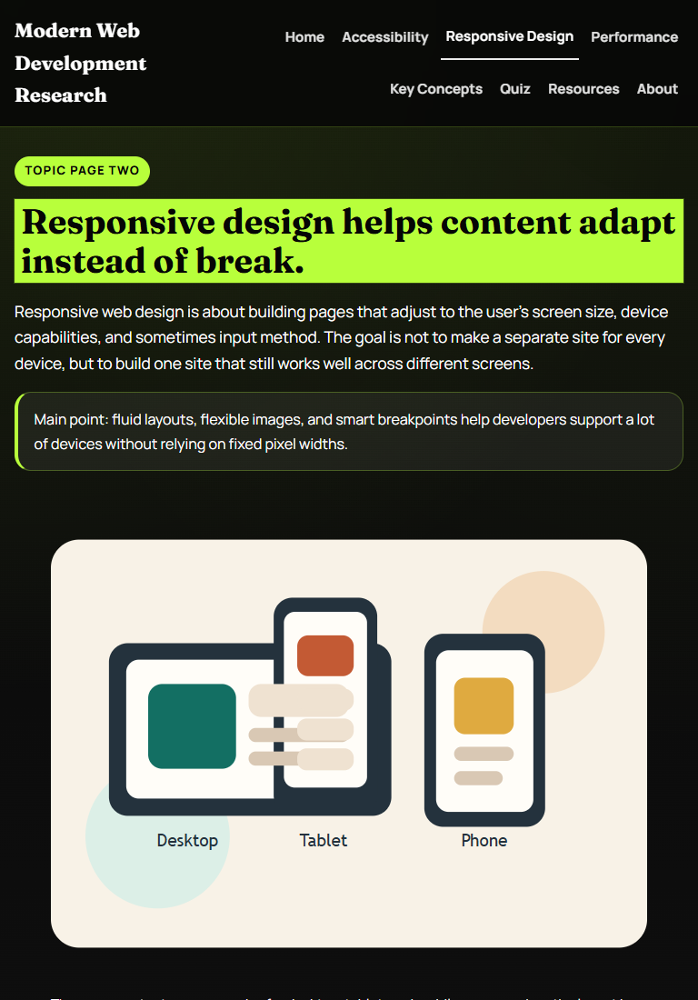 Modern Web
Development
Research
Home Accessibility Responsive Design Performance
Key Concepts Quiz Resources About
TOPIC PAGE TWO
Responsive design helps content adapt
instead of break.
Responsive web design is about building pages that adjust to the user's screen size, device
capabilities, and sometimes input method. The goal is not to make a separate site for every
device, but to build one site that still works well across different screens.
Main point: fluid layouts, flexible images, and smart breakpoints help developers support a lot
of devices without relying on fixed pixel widths.
Desktop Tablet Phone